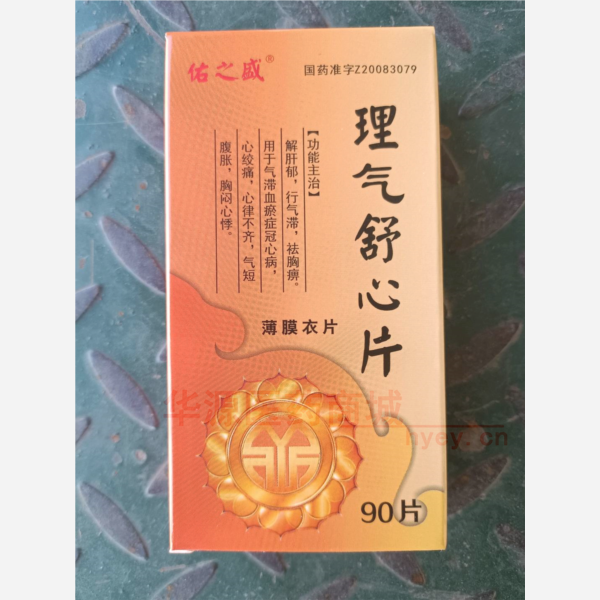 佑之盛®
国药准字Z20083079
理气舒心片
【功能主治】
解肝郁，行气滞，祛胸痹。
用于气滞血瘀症冠心病，
心绞痛，心律不齐，气短
腹胀，胸闷心悸。
薄膜衣片
90片
hyey.cn